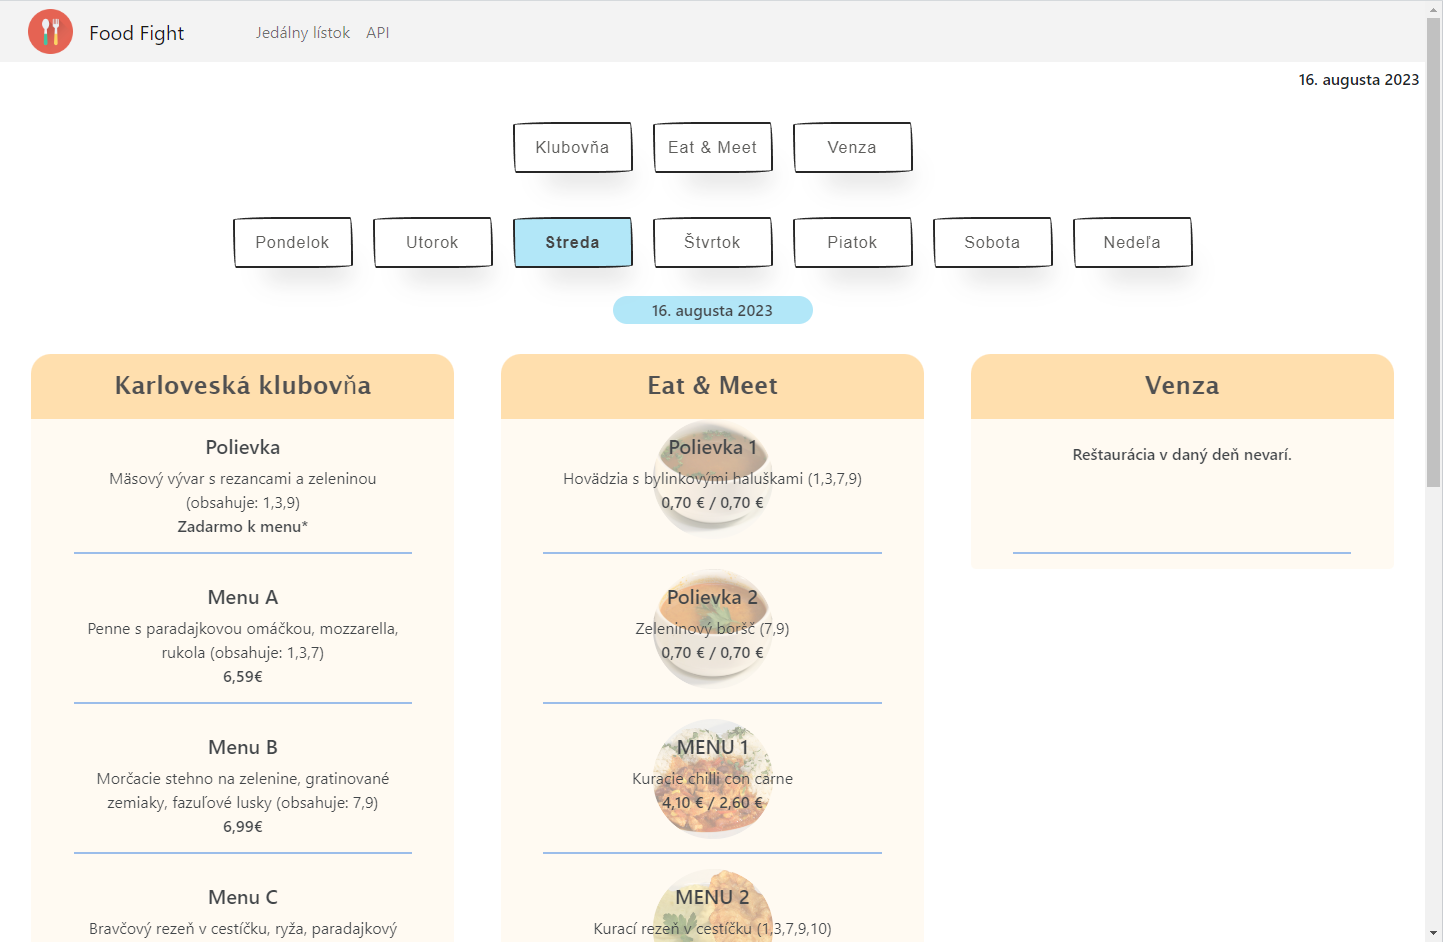 Food Fight
Jedálny lístok
API
16. augusta 2023
Klubovňa
Eat & Meet
Venza
Pondelok
Utorok
Streda
Štvrtok
Piatok
Sobota
Nedeľa
16. augusta 2023
Karloveská klubovňa
Polievka
Mäsový vývar s rezancami a zeleninou
(obsahuje: 1,3,9)
Zadarmo k menu*
Menu A
Penne s paradajkovou omáčkou, mozzarella,
rukola (obsahuje: 1,3,7)
6,59€
Menu B
Morčacie stehno na zelenine, gratinované
zemiaky, fazuľové lusky (obsahuje: 7,9)
6,99€
Menu C
Bravčový rezeň v cestíčku, ryža, paradajkový
Eat & Meet
Polievka 1
Hovädzia s bylinkovými haluškami (1,3,7,9)
0,70 € / 0,70 €
Polievka 2
Zeleninový boršč (7,9)
0,70 € / 0,70 €
MENU 1
Kuracie chilli con carne
4,10 € / 2,60 €
MENU 2
Kurací rezeň v cestíčku (1,3,7,9,10)
Venza
Reštaurácia v daný deň nevarí.